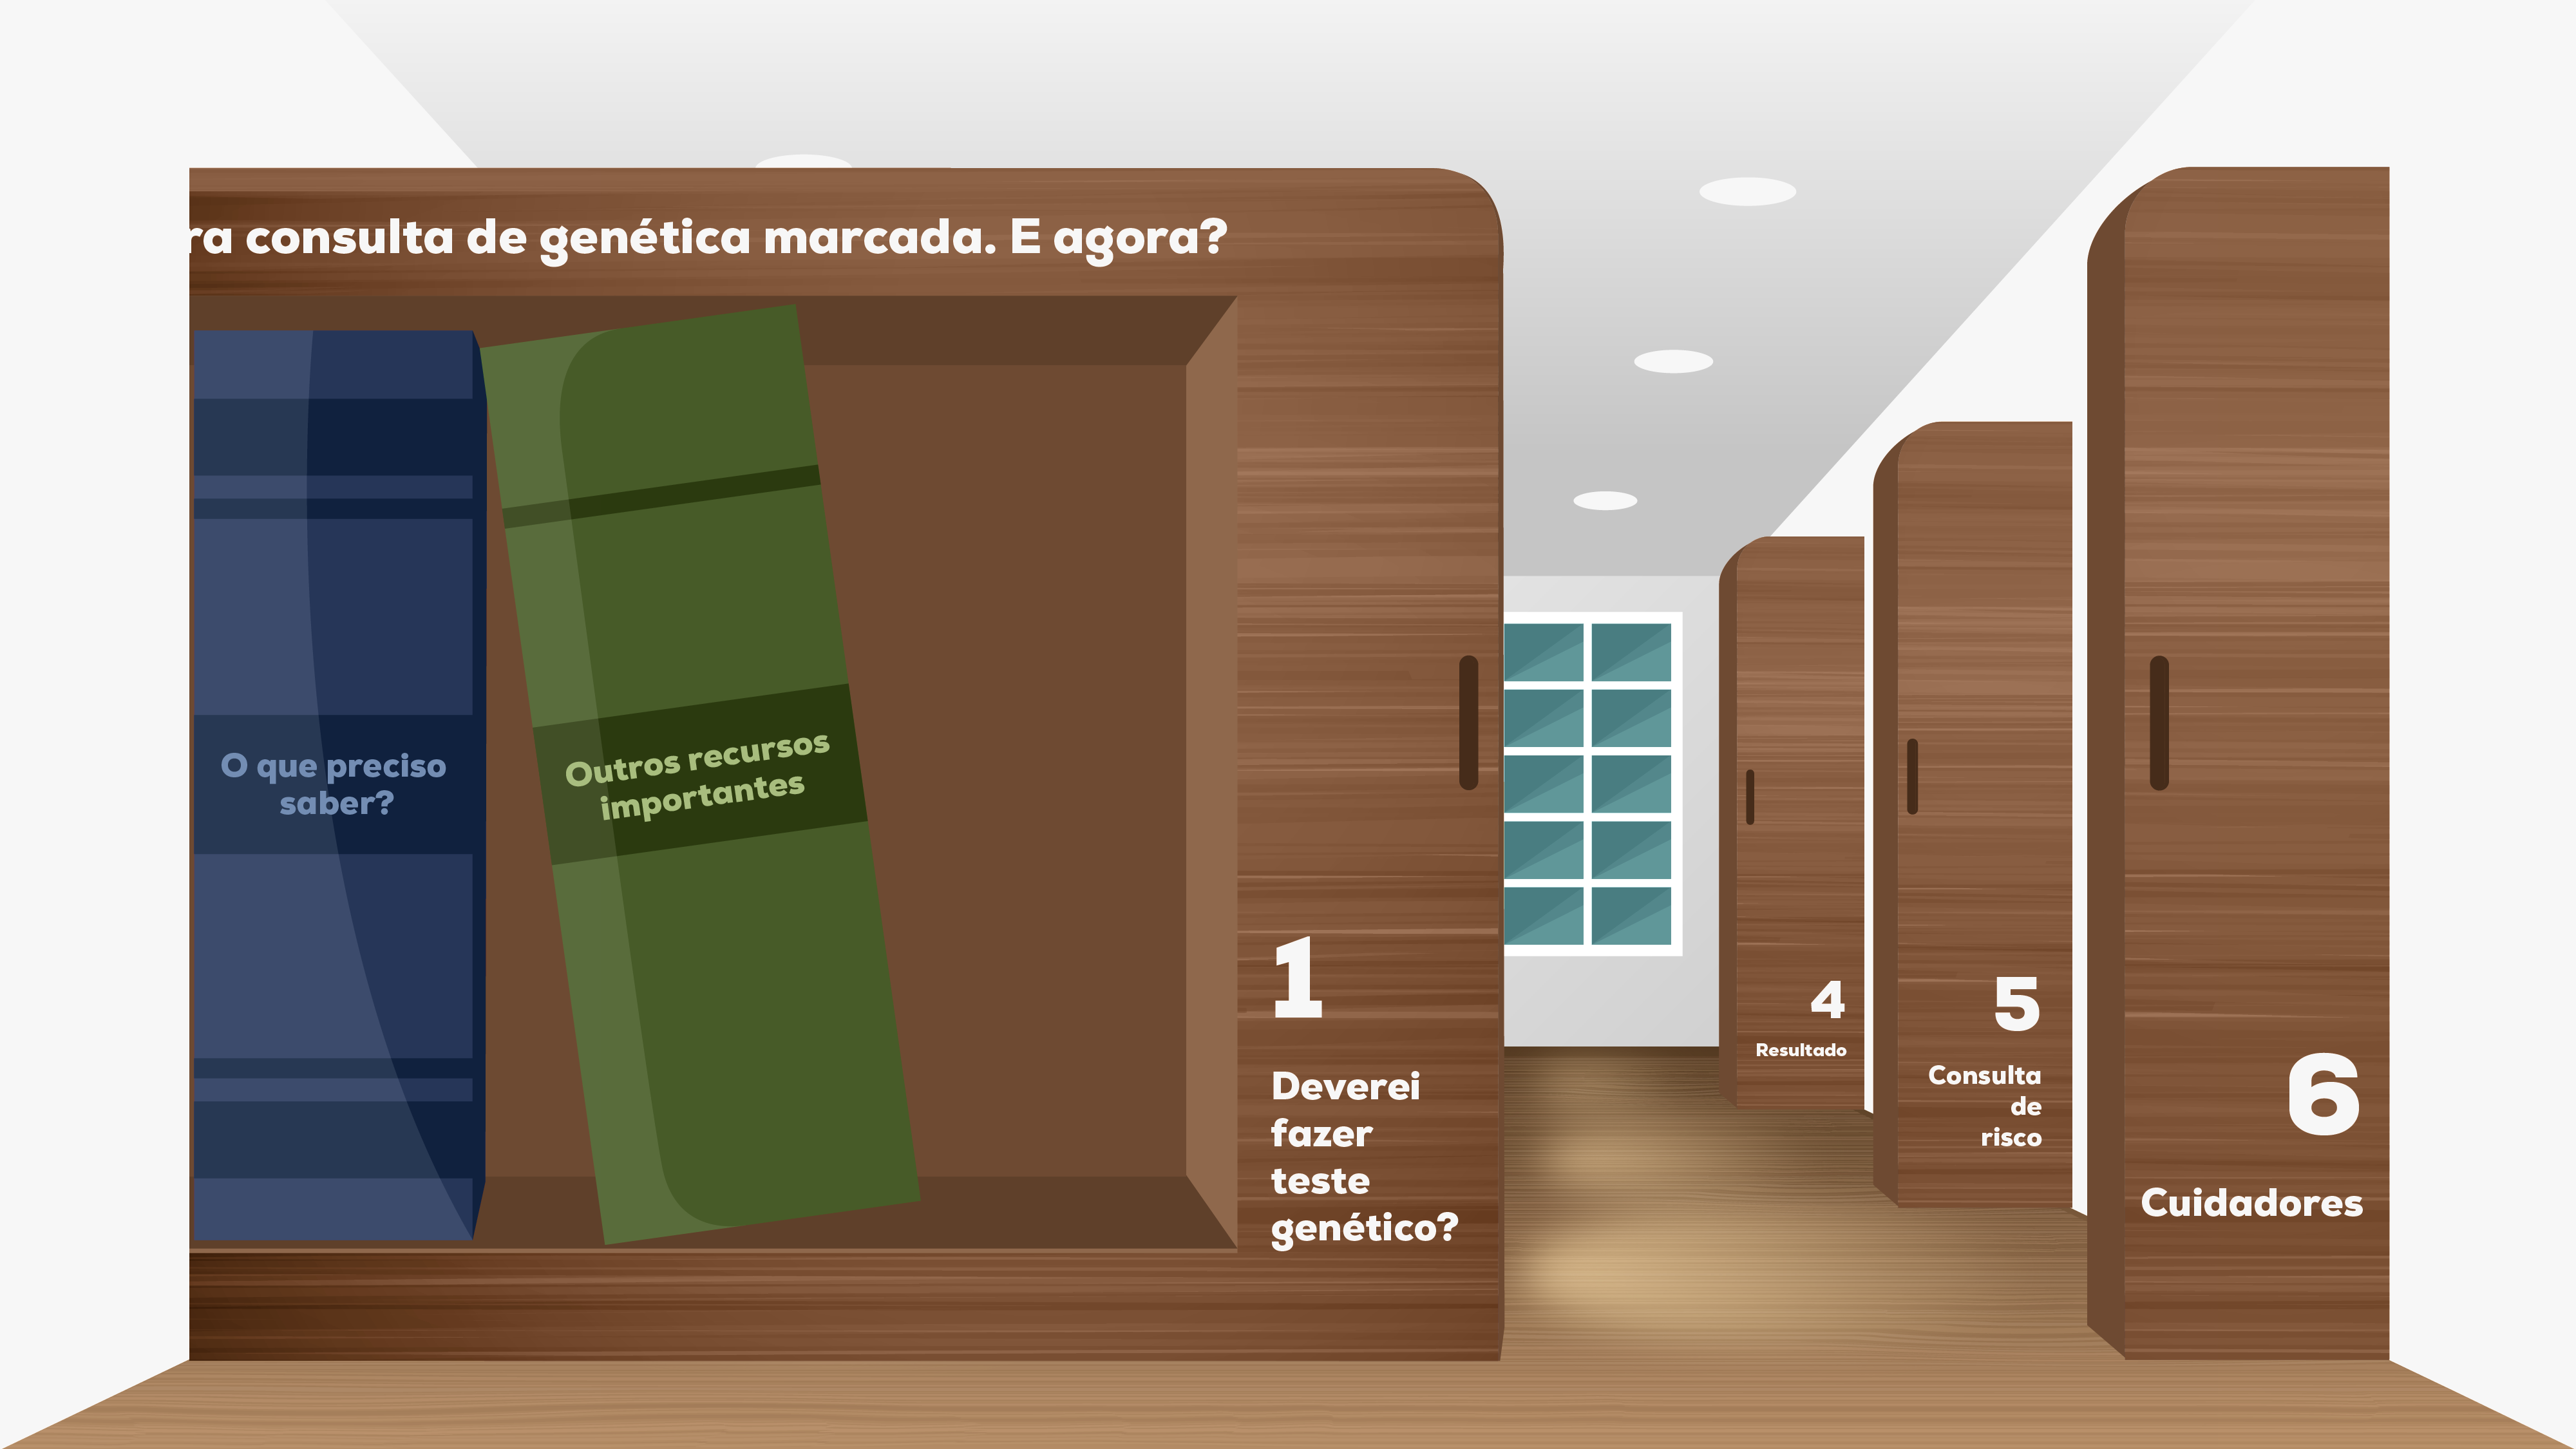 ra consulta de genética marcada. E agora?
O que preciso
saber?
Outros recursos
importantes
1
Deverei
fazer
teste
genético?
4
Resultado
5
Consulta
de
risco
6
Cuidadores